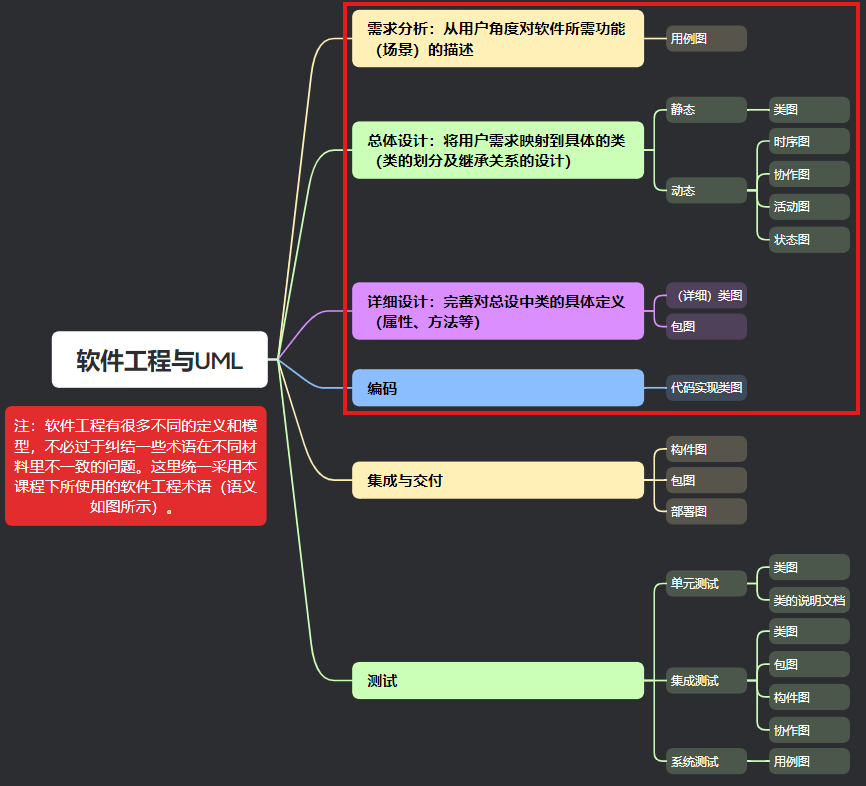 软件工程与UML
注：软件工程有很多不同的定义和模
型，不必过于纠结一些术语在不同材
料里不一致的问题。这里统一采用本
课程下所使用的软件工程术语（语义
如图所示）。
需求分析：从用户角度对软件所需功能
（场景）的描述
用例图
总体设计：将用户需求映射到具体的类
（类的划分及继承关系的设计）
静态
类图
动态
时序图
协作图
活动图
状态图
详细设计：完善对总设中类的具体定义
（属性、方法等）
（详细）类图
包图
编码
代码实现类图
集成与交付
构件图
包图
部署图
测试
单元测试
类图
类的说明文档
集成测试
类图
包图
构件图
协作图
系统测试
用例图